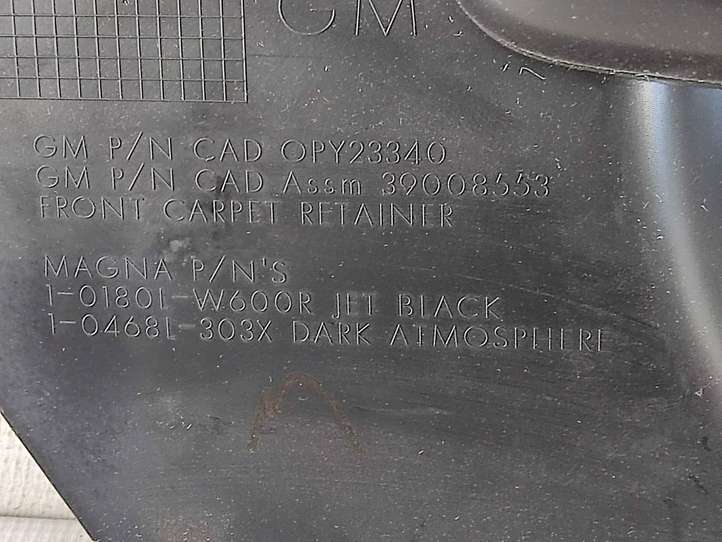 GM
GM P/N CAD OPY23340
GM P/N CAD Assm 39008553
FRONT CARPET RETAINER
MAGNA P/N'S
1-0180L-W600R JET BLACK
1-0468L-303X DARK ATMOSPHERE